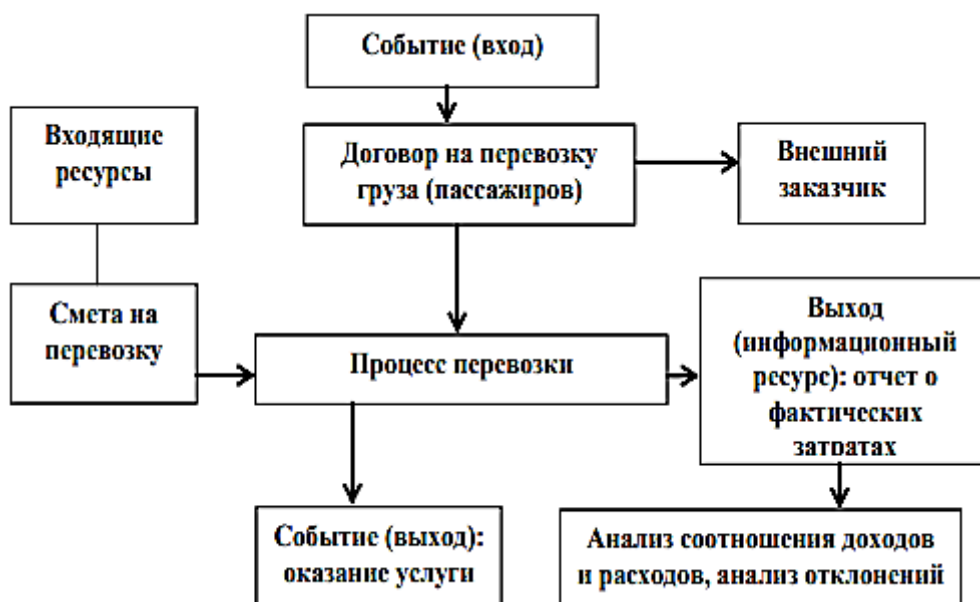 Событие (вход)
Входящие
ресурсы
Договор на перевозку
груза (пассажиров)
Внешний
заказчик
Смета на
перевозку
Процесс перевозки
Выход
(информационный
ресурс): отчет о
фактических
затратах
Событие (выход):
оказание услуги
Анализ соотношения доходов
и расходов, анализ отклонений